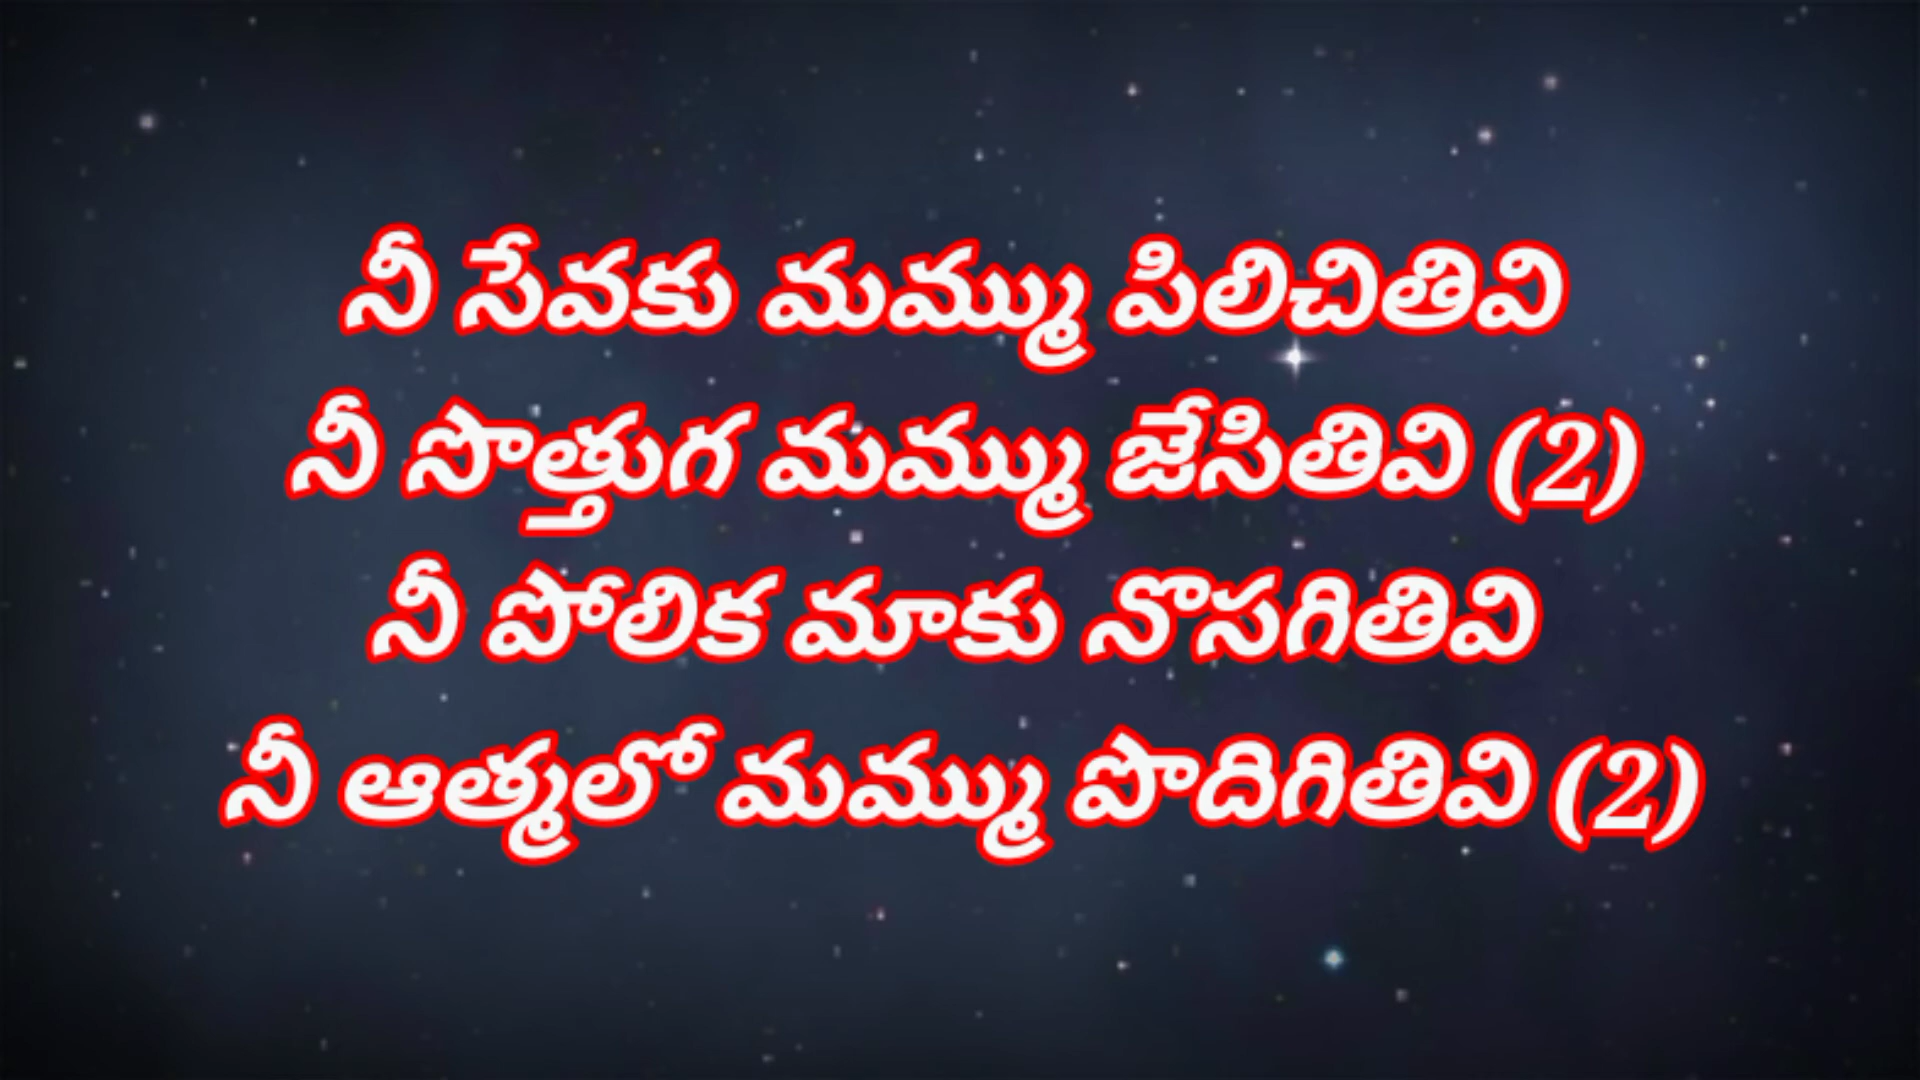 నీ సేవకు మమ్ము పిలిచితివి
నీ సొత్తుగ మమ్ము జేసితివి (2)
నీ పోలిక మాకు నొసగితివి
నీ ఆత్మలో మమ్ము పొదిగితివి (2)